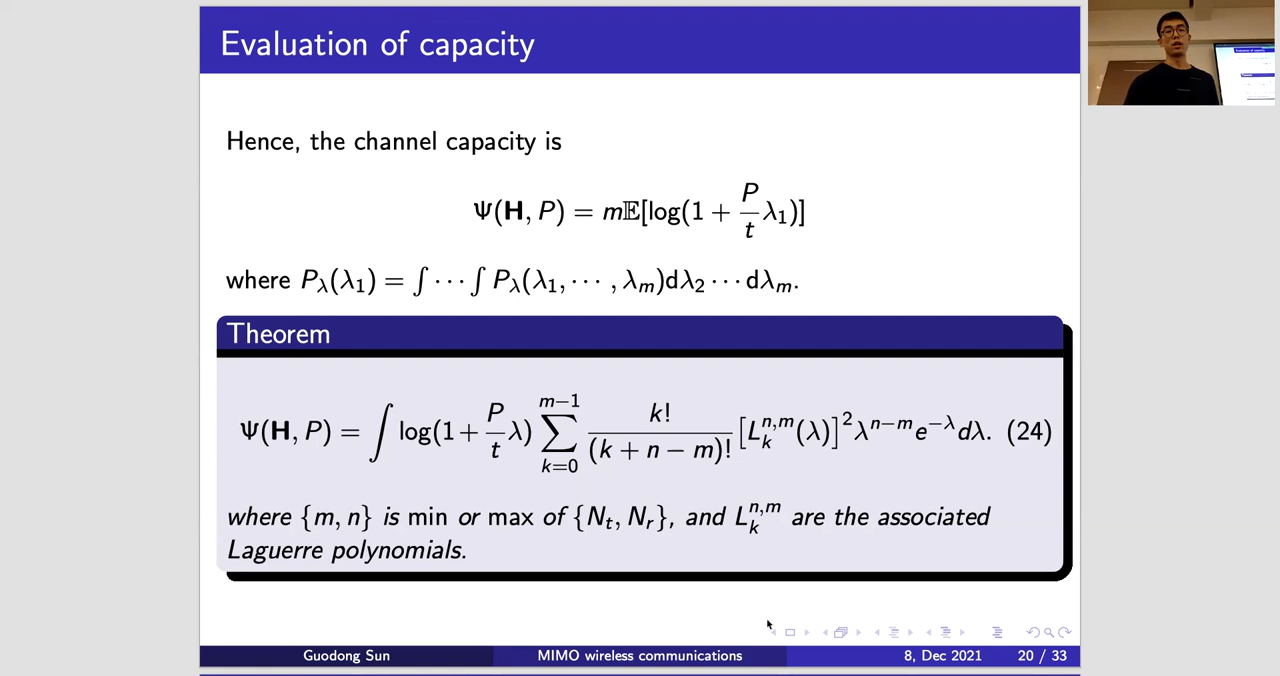 Evaluation of capacity
Hence, the channel capacity is
Ψ(𝐇, P) = m𝔼[log(1 + P/t λ₁)]
where P_λ(λ₁) = ∫ ⋯ ∫ P_λ(λ₁, ⋯ , λ_m)dλ₂ ⋯ dλ_m.
Theorem
Ψ(𝐇, P) = ∫ log(1 + P/t λ) ∑_{k=0}^{m−1} k!/(k + n − m)! [L_k^{n,m}(λ)]² λ^{n−m} e^{−λ} dλ. (24)
where {m, n} is min or max of {N_t, N_r}, and L_k^{n,m} are the associated
Laguerre polynomials.
Guodong Sun MIMO wireless communications 8, Dec 2021 20 / 33